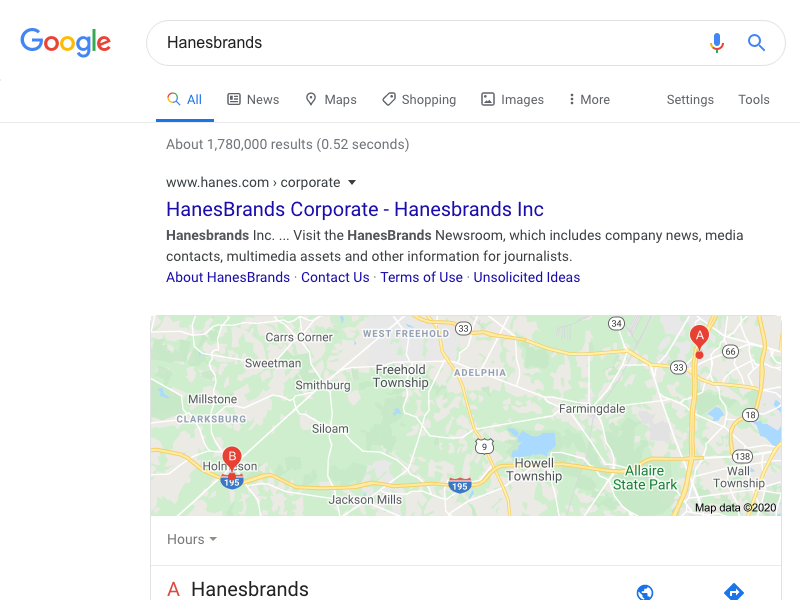 Google
Hanesbrands
All News Maps Shopping Images More Settings Tools
About 1,780,000 results (0.52 seconds)
www.hanes.com › corporate
HanesBrands Corporate - Hanesbrands Inc
Hanesbrands Inc. ... Visit the HanesBrands Newsroom, which includes company news, media
contacts, multimedia assets and other information for journalists.
About HanesBrands · Contact Us · Terms of Use · Unsolicited Ideas
34
33
WEST FREEHOLD
Carrs Corner
A
66
Sweetman
33
Freehold
Township
ADELPHIA
Smithburg
Millstone
Farmingdale
CLARKSBURG
18
Siloam
9
B
138
Howell
Township
Wall
Township
Allaire
State Park
195
195
Jackson Mills
Map data ©2020
Hours
A Hanesbrands